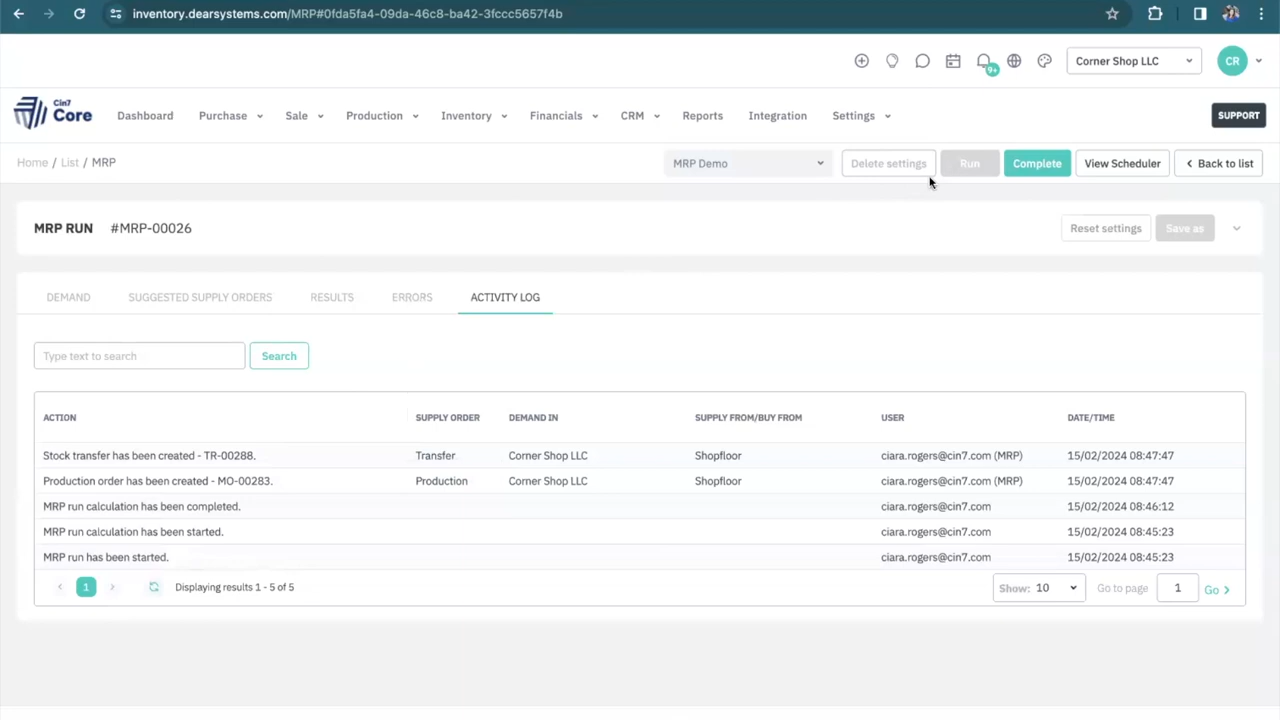 inventory.dearsystems.com/MRP#0fda5fa4-09da-46c8-ba42-3fccc5657f4b
9+
Corner Shop LLC
CR
Cin7 Core
Dashboard Purchase Sale Production Inventory Financials CRM Reports Integration Settings SUPPORT
Home / List / MRP MRP Demo Delete settings Run Complete View Scheduler Back to list
MRP RUN #MRP-00026 Reset settings Save as
DEMAND SUGGESTED SUPPLY ORDERS RESULTS ERRORS ACTIVITY LOG
Type text to search Search
ACTION SUPPLY ORDER DEMAND IN SUPPLY FROM/BUY FROM USER DATE/TIME
Stock transfer has been created - TR-00288. Transfer Corner Shop LLC Shopfloor ciara.rogers@cin7.com (MRP) 15/02/2024 08:47:47
Production order has been created - MO-00283. Production Corner Shop LLC Shopfloor ciara.rogers@cin7.com (MRP) 15/02/2024 08:47:47
MRP run calculation has been completed. ciara.rogers@cin7.com 15/02/2024 08:46:12
MRP run calculation has been started. ciara.rogers@cin7.com 15/02/2024 08:45:23
MRP run has been started. ciara.rogers@cin7.com 15/02/2024 08:45:23
1 Displaying results 1 - 5 of 5 Show: 10 Go to page 1 Go